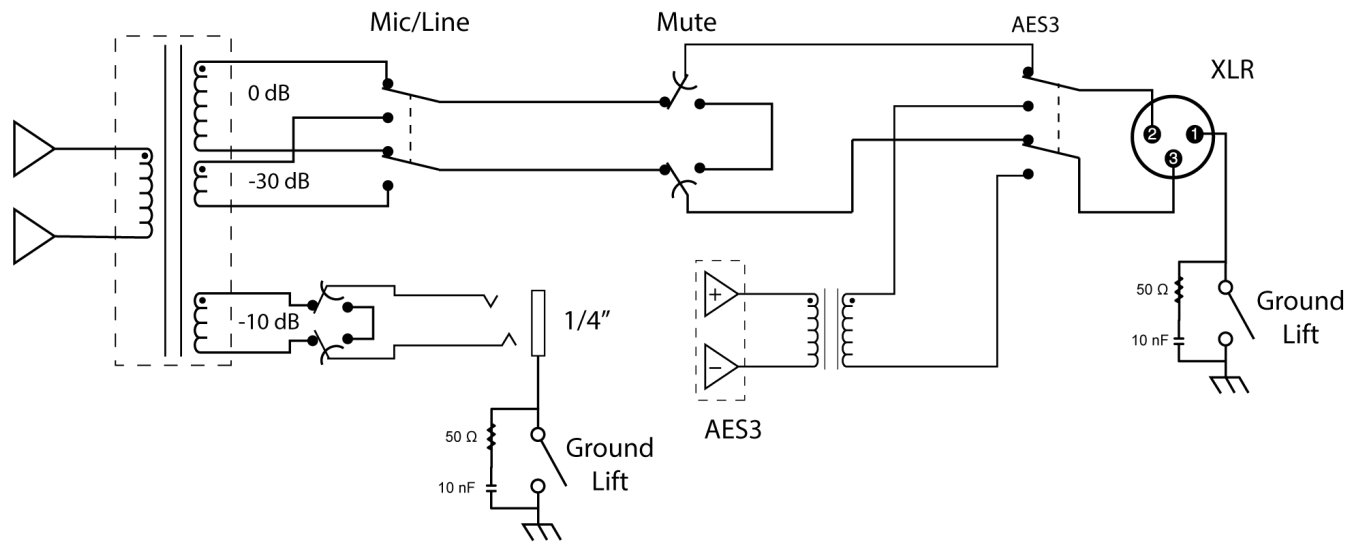 Mic/Line
Mute
AES3
XLR
0 dB
-30 dB
2
1
3
-10 dB
1/4”
+
−
AES3
50 Ω
10 nF
Ground
Lift
50 Ω
10 nF
Ground
Lift